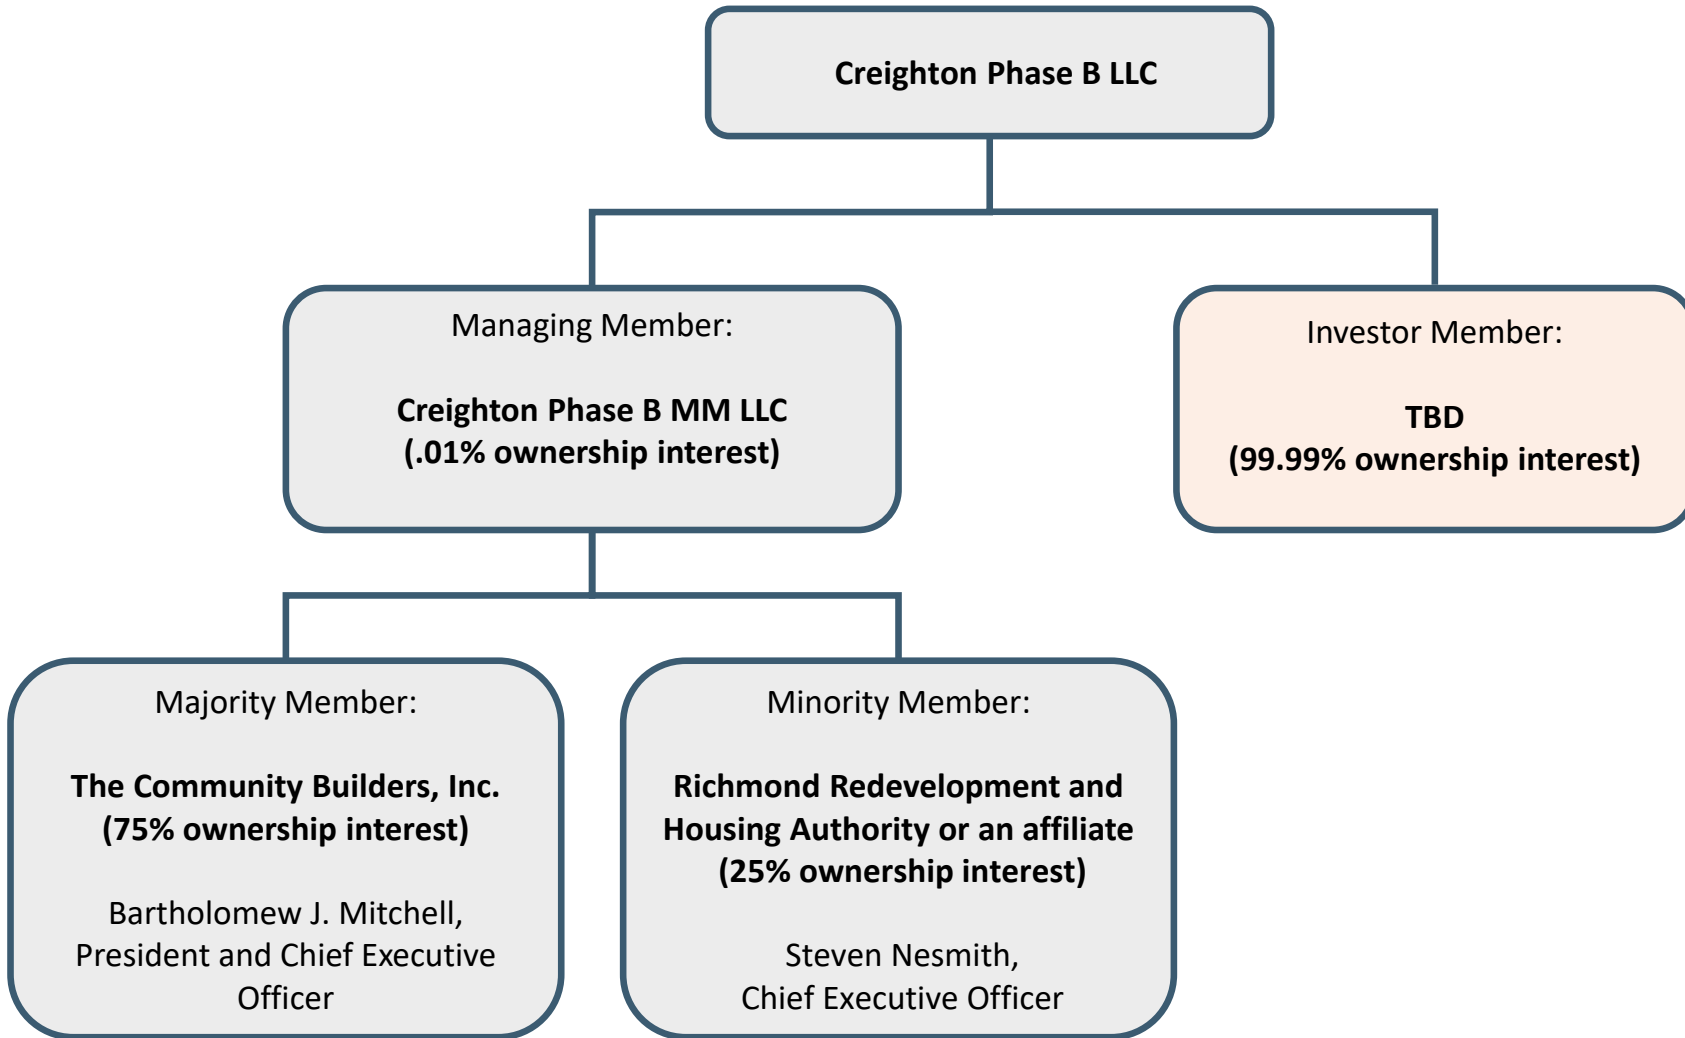 Creighton Phase B LLC
Managing Member:
Creighton Phase B MM LLC
(.01% ownership interest)
Investor Member:
TBD
(99.99% ownership interest)
Majority Member:
The Community Builders, Inc.
(75% ownership interest)
Bartholomew J. Mitchell,
President and Chief Executive
Officer
Minority Member:
Richmond Redevelopment and
Housing Authority or an affiliate
(25% ownership interest)
Steven Nesmith,
Chief Executive Officer